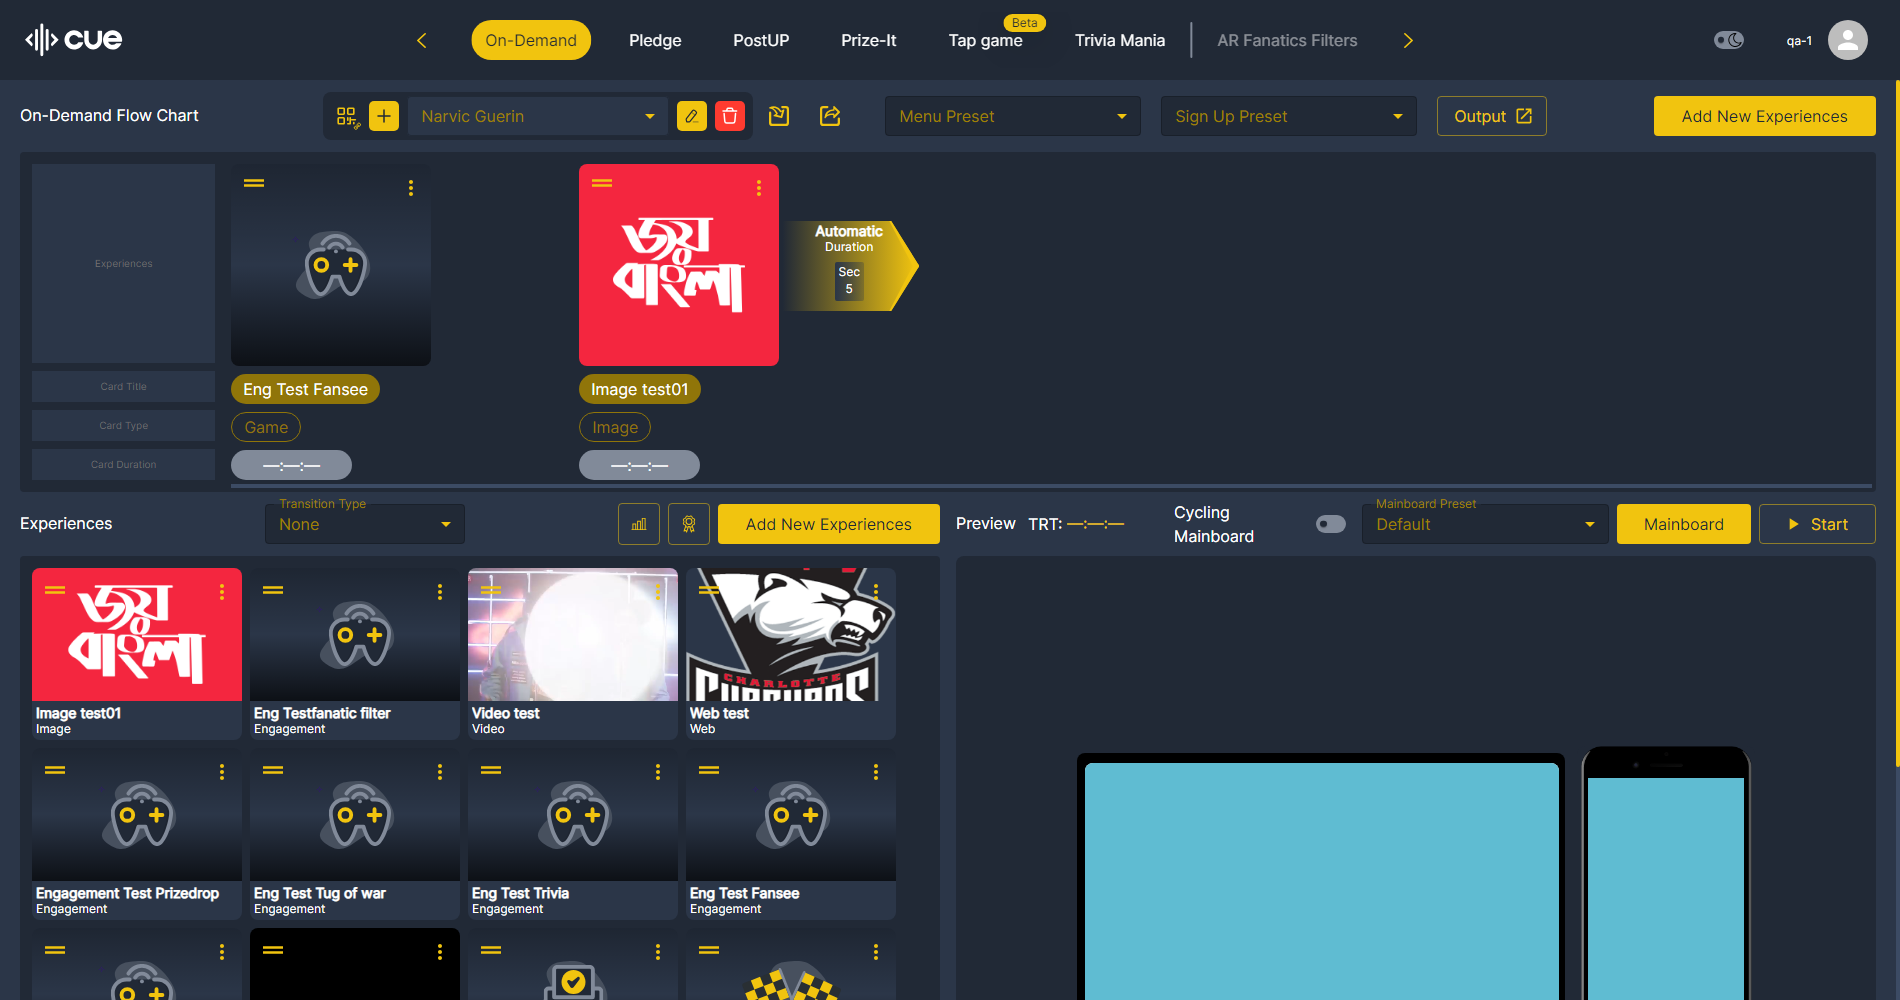 cue
On-Demand
Pledge
PostUP
Prize-It
Tap game
Beta
Trivia Mania
AR Fanatics Filters
qa-1
On-Demand Flow Chart
Narvic Guerin
Menu Preset
Sign Up Preset
Output
Add New Experiences
Experiences
Card Title
Card Type
Card Duration
Eng Test Fansee
Game
—:—:—
জয়
বাংলা
Image test01
Image
—:—:—
Automatic
Duration
Sec
5
Experiences
Transition Type
None
Add New Experiences
Preview
TRT: —:—:—
Cycling
Mainboard
Mainboard Preset
Default
Mainboard
Start
জয়
বাংলা
Image test01
Image
Eng Testfanatic filter
Engagement
Video test
Video
CHARLOTTE
Web test
Web
Engagement Test Prizedrop
Engagement
Eng Test Tug of war
Engagement
Eng Test Trivia
Engagement
Eng Test Fansee
Engagement